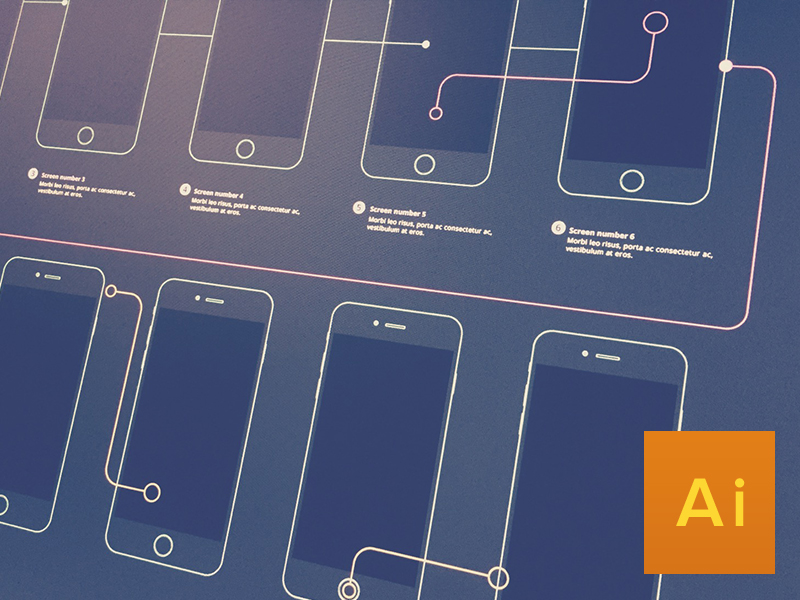 3 Screen number 3
Morbi leo risus, porta ac consectetur ac,
vestibulum at eros.
4 Screen number 4
Morbi leo risus, porta ac consectetur ac,
vestibulum at eros.
5 Screen number 5
Morbi leo risus, porta ac consectetur ac,
vestibulum at eros.
6 Screen number 6
Morbi leo risus, porta ac consectetur ac,
vestibulum at eros.
Ai